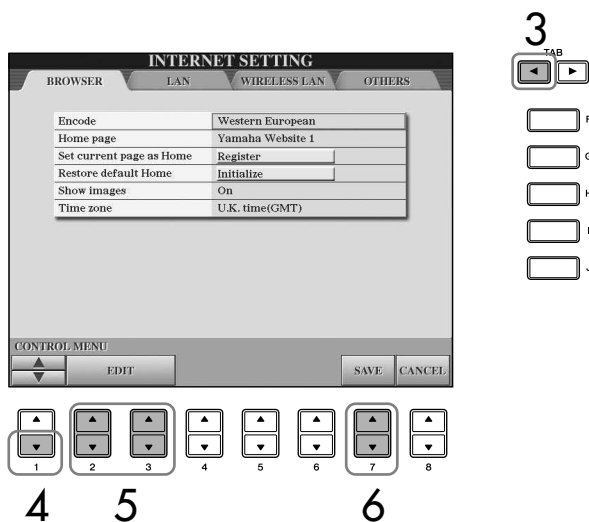 3
TAB
INTERNET SETTING
BROWSER LAN WIRELESS LAN OTHERS
Encode Western European
Home page Yamaha Website 1
Set current page as Home Register
Restore default Home Initialize
Show images On
Time zone U.K. time(GMT)
CONTROL MENU
EDIT SAVE CANCEL
1 2 3 4 5 6 7 8
4 5 6